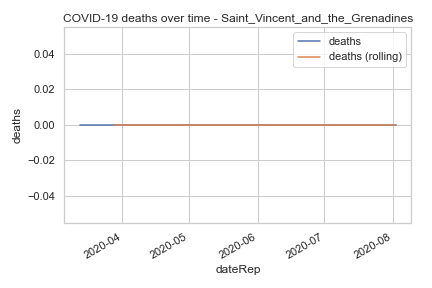 COVID-19 deaths over time - Saint_Vincent_and_the_Grenadines
deaths
deaths (rolling)
0.04
0.02
0.00
−0.02
−0.04
deaths
2020-04
2020-05
2020-06
2020-07
2020-08
dateRep